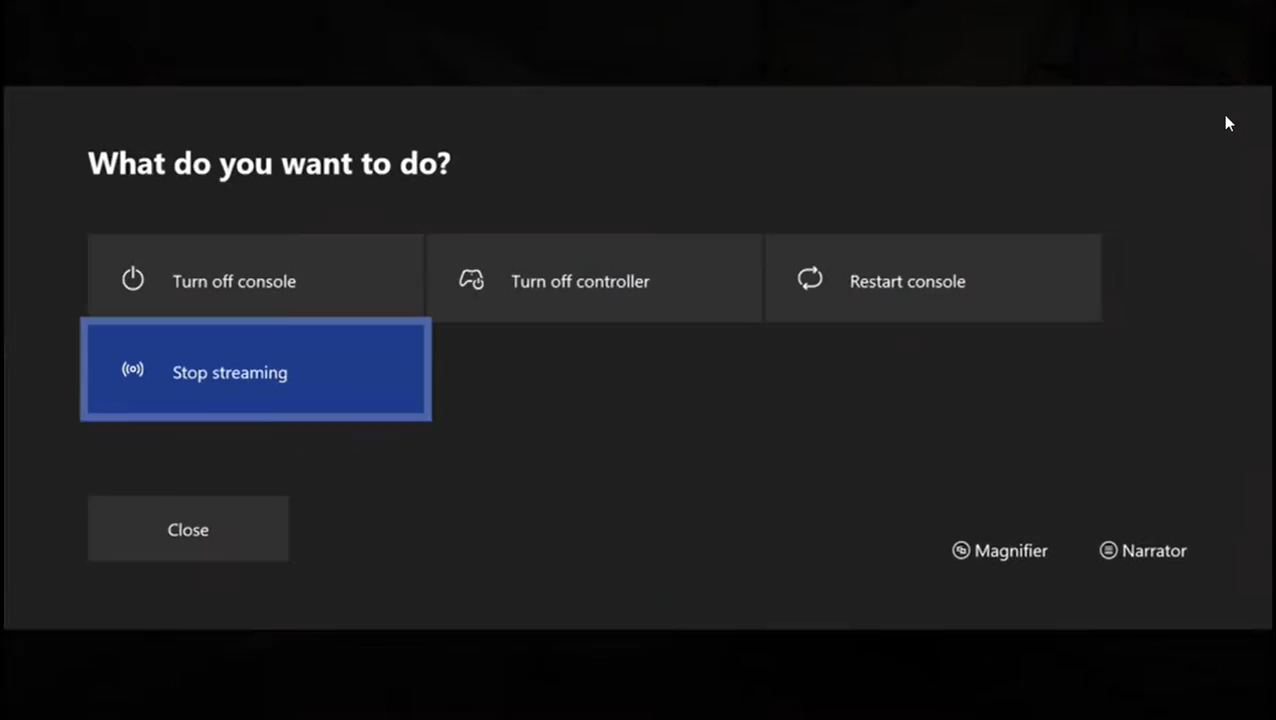 What do you want to do?
Turn off console
Turn off controller
Restart console
Stop streaming
Close
Magnifier
Narrator